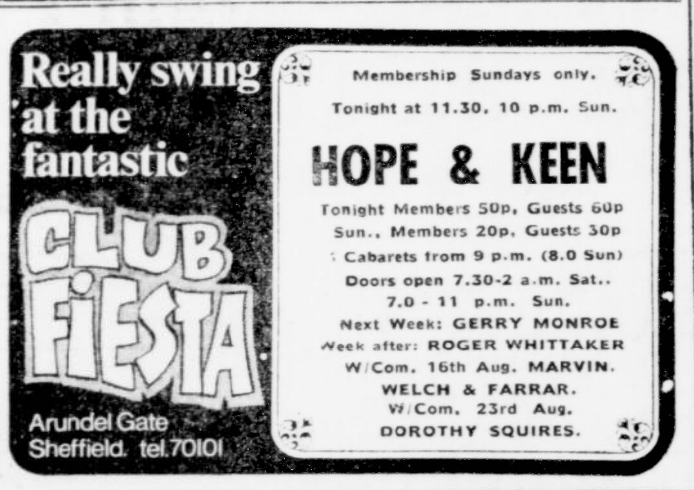 Really swing
at the
fantastic
CLUB
FiESTA
Arundel Gate
Sheffield. tel.70101
Membership Sundays only.
Tonight at 11.30, 10 p.m. Sun.
HOPE & KEEN
Tonight Members 50p, Guests 60p
Sun., Members 20p, Guests 30p
Cabarets from 9 p.m. (8.0 Sun)
Doors open 7.30-2 a.m. Sat..
7.0 - 11 p.m. Sun.
Next Week: GERRY MONROE
Week after: ROGER WHITTAKER
W/Com. 16th Aug. MARVIN.
WELCH & FARRAR.
W/Com. 23rd Aug.
DOROTHY SQUIRES.